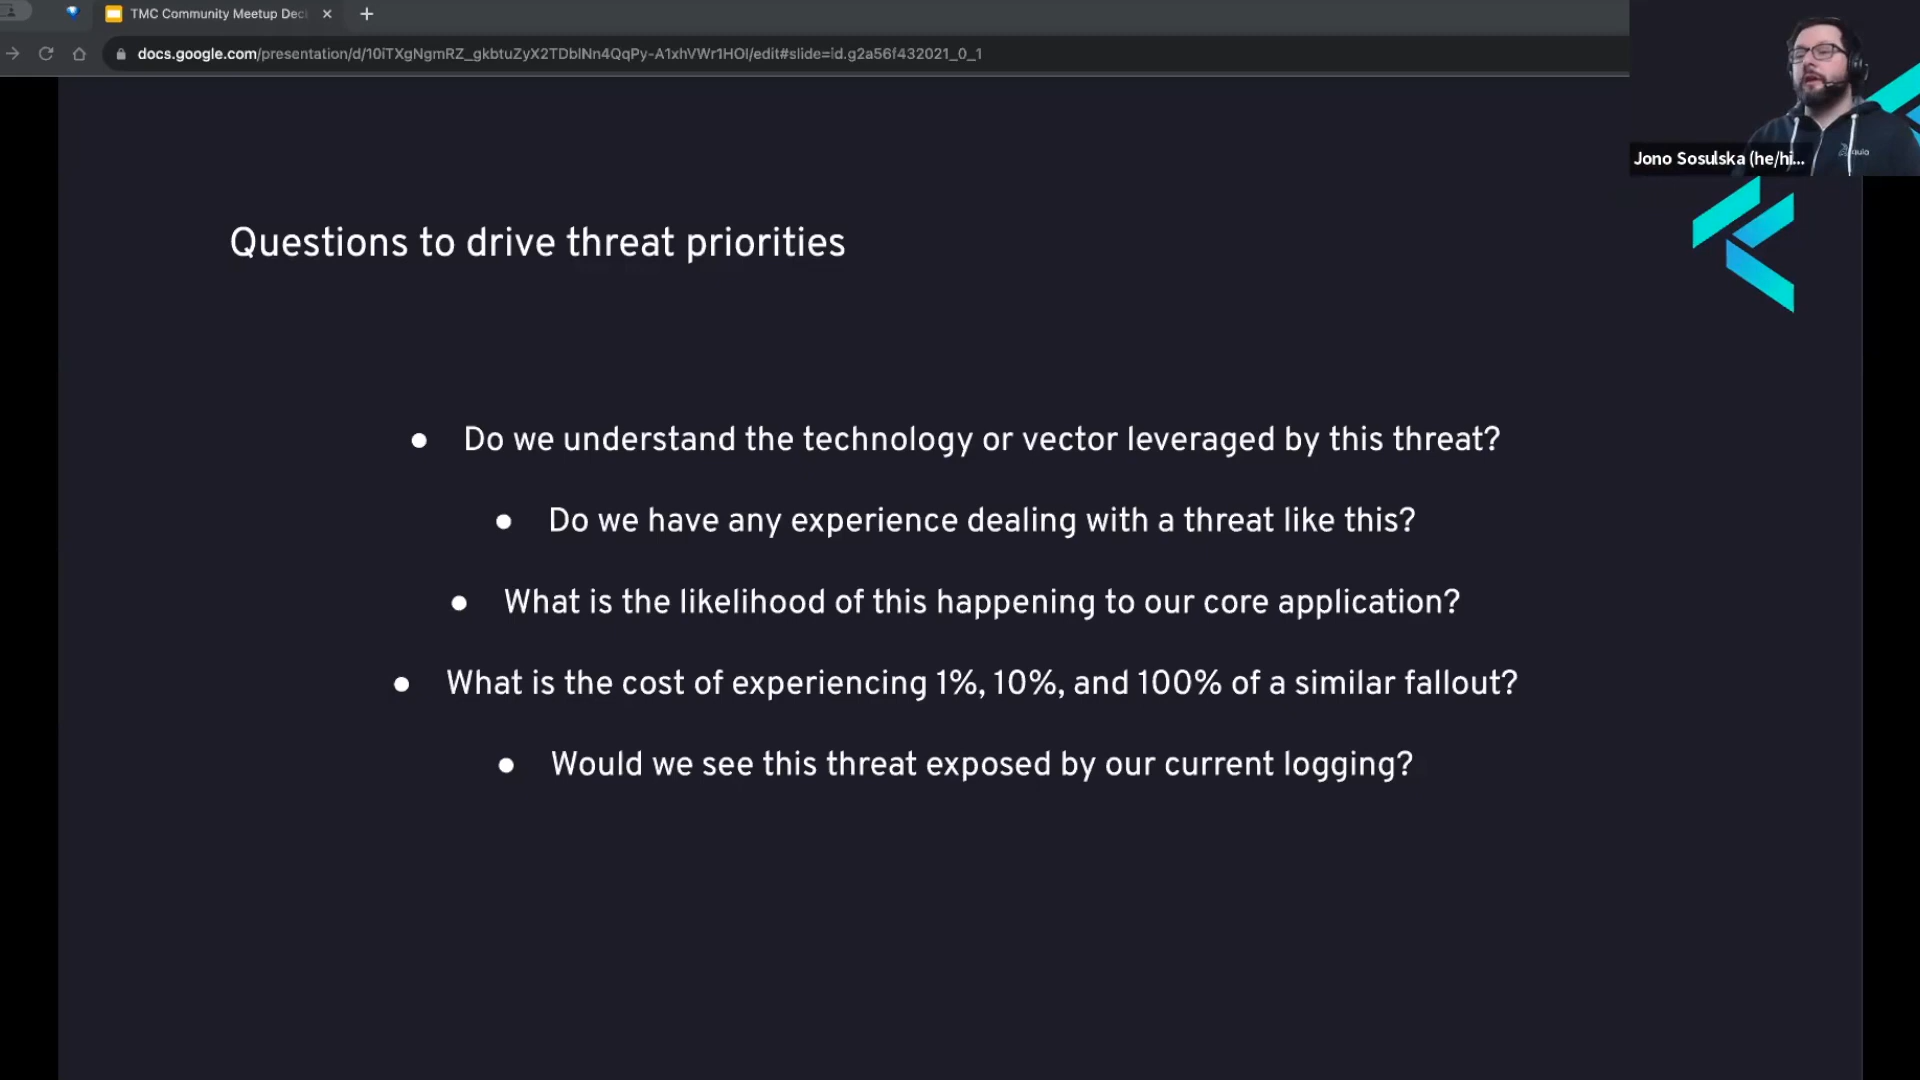 TMC Community Meetup Dec
docs.google.com/presentation/d/10iTXgNgmRZ_gkbtuZyX2TDblNn4QqPy-A1xhVWr1HOI/edit#slide=id.g2a56f432021_0_1
Jono Sosulska (he/hi...
Questions to drive threat priorities
● Do we understand the technology or vector leveraged by this threat?
● Do we have any experience dealing with a threat like this?
● What is the likelihood of this happening to our core application?
● What is the cost of experiencing 1%, 10%, and 100% of a similar fallout?
● Would we see this threat exposed by our current logging?